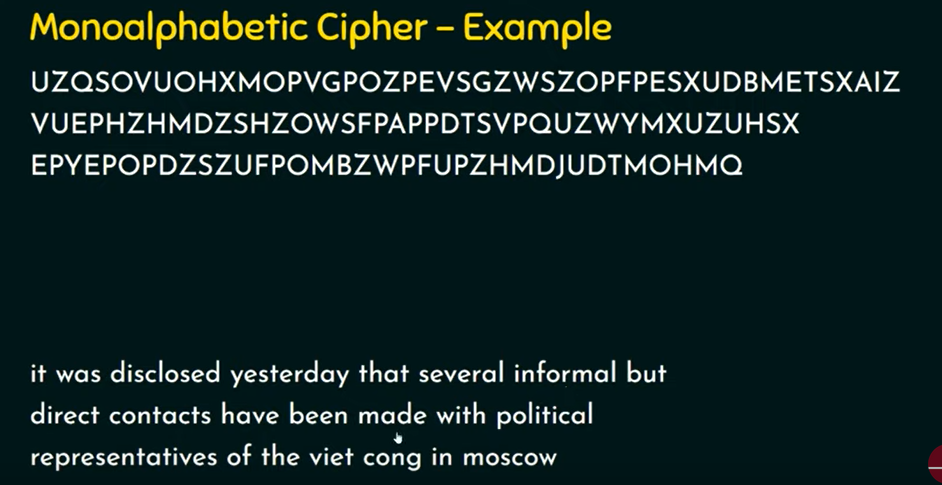 Monoalphabetic Cipher – Example
UZQSOVUOHXMOPVGPOZPEVSGZWSZOPFPESXUDBMETSXAIZ
VUEPHZHMDZSHZOWSFPAPPDTSVPQUZWYMXUZUHSX
EPYEPOPDZSZUFPOMBZWPFUPZHMDJUDTMOHMQ
it was disclosed yesterday that several informal but
direct contacts have been made with political
representatives of the viet cong in moscow